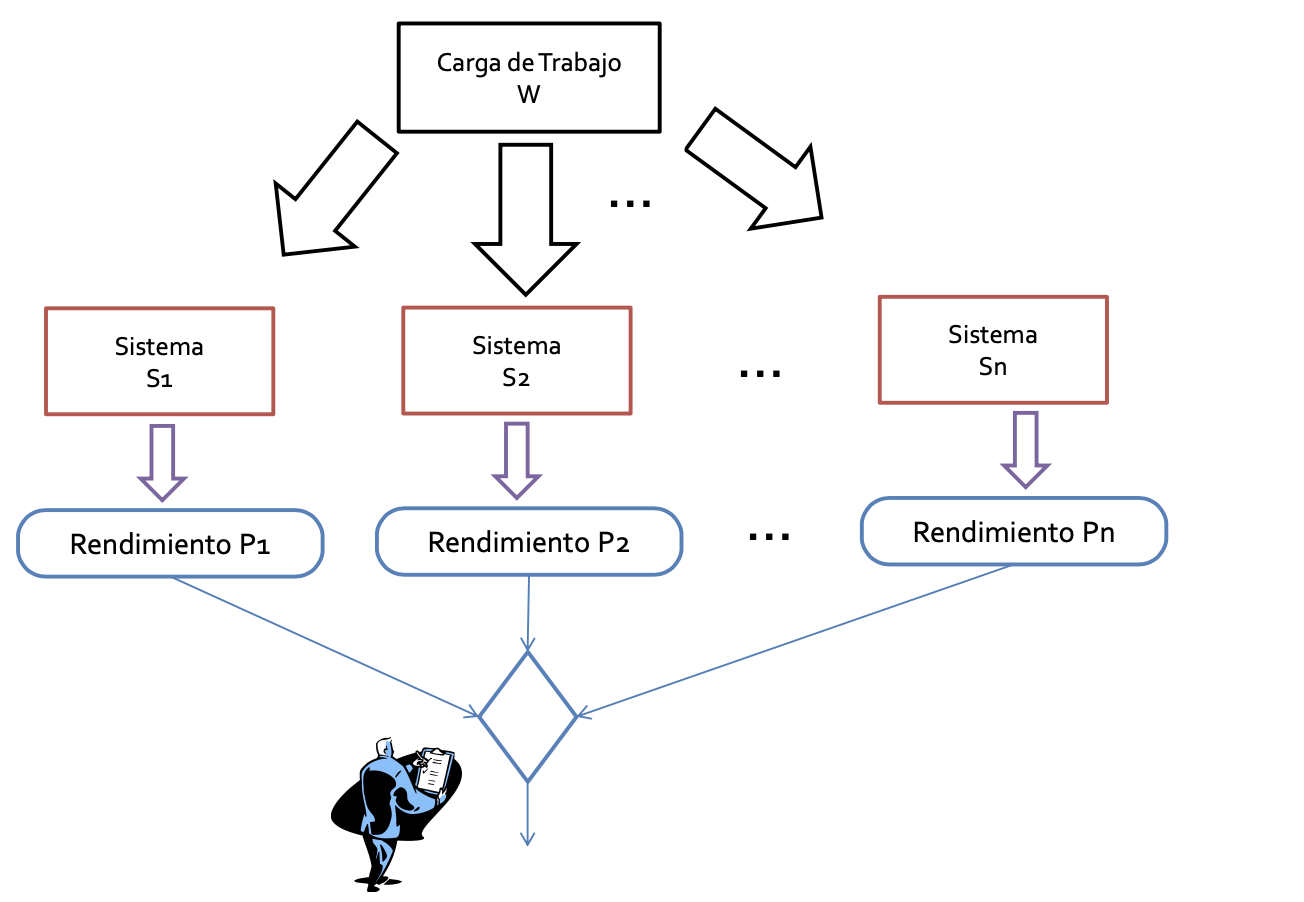 Carga de Trabajo
W
...
Sistema
S1
Sistema
S2
...
Sistema
Sn
Rendimiento P1
Rendimiento P2
...
Rendimiento Pn